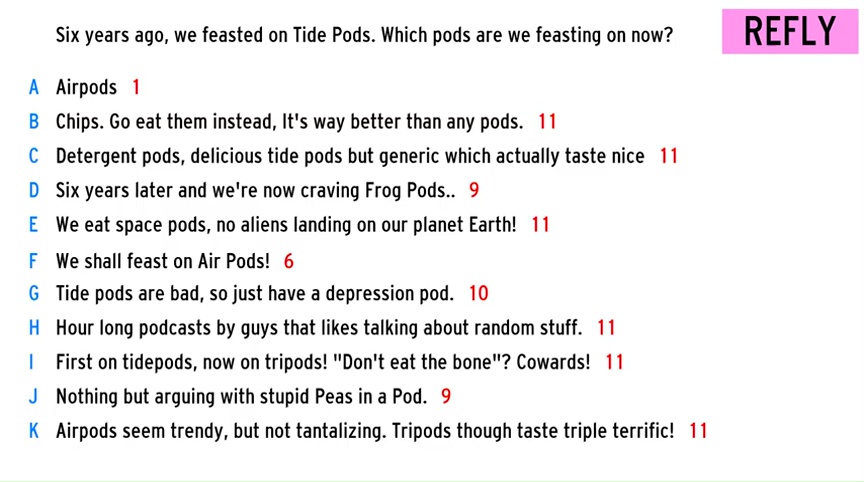 Six years ago, we feasted on Tide Pods. Which pods are we feasting on now?
REFLY
A Airpods 1
B Chips. Go eat them instead, It's way better than any pods. 11
C Detergent pods, delicious tide pods but generic which actually taste nice 11
D Six years later and we're now craving Frog Pods.. 9
E We eat space pods, no aliens landing on our planet Earth! 11
F We shall feast on Air Pods! 6
G Tide pods are bad, so just have a depression pod. 10
H Hour long podcasts by guys that likes talking about random stuff. 11
I First on tidepods, now on tripods! "Don't eat the bone"? Cowards! 11
J Nothing but arguing with stupid Peas in a Pod. 9
K Airpods seem trendy, but not tantalizing. Tripods though taste triple terrific! 11